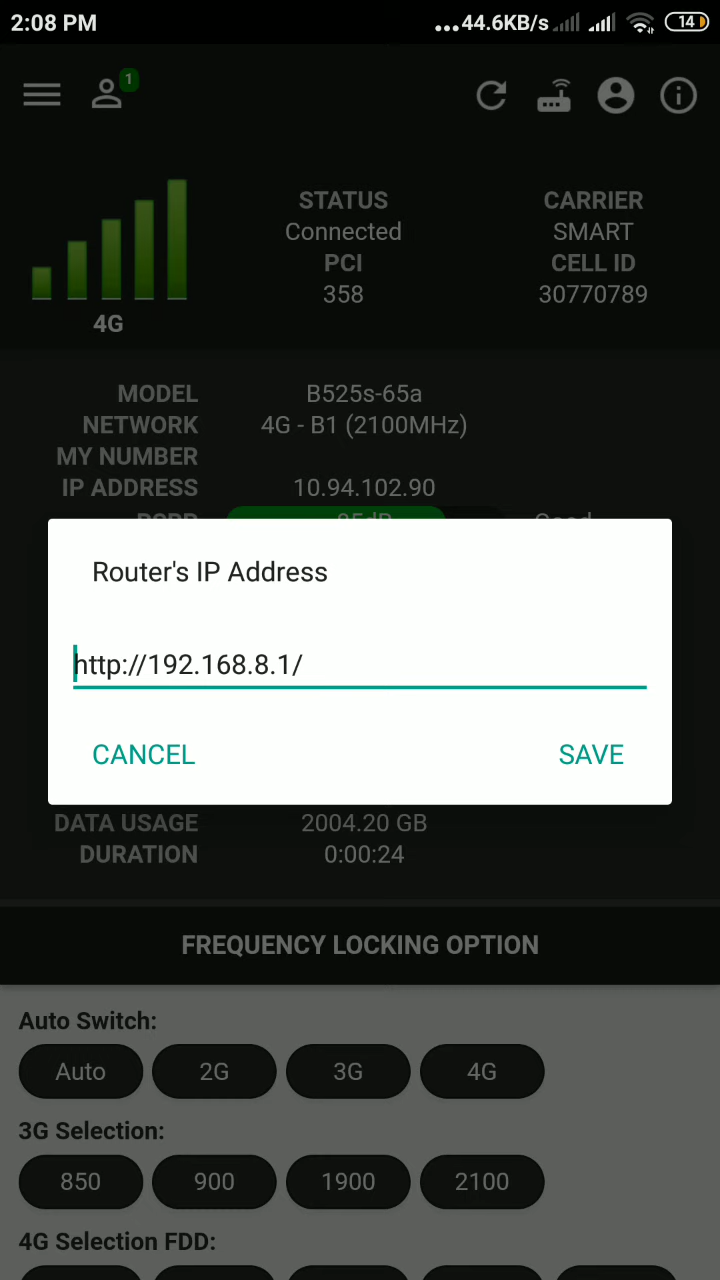 2:08 PM
...44.6KB/s
14
1
STATUS
Connected
PCI
358
CARRIER
SMART
CELL ID
30770789
4G
MODEL B525s-65a
NETWORK 4G - B1 (2100MHz)
MY NUMBER
IP ADDRESS 10.94.102.90
Router's IP Address
http://192.168.8.1/
CANCEL SAVE
DATA USAGE 2004.20 GB
DURATION 0:00:24
FREQUENCY LOCKING OPTION
Auto Switch:
Auto 2G 3G 4G
3G Selection:
850 900 1900 2100
4G Selection FDD: